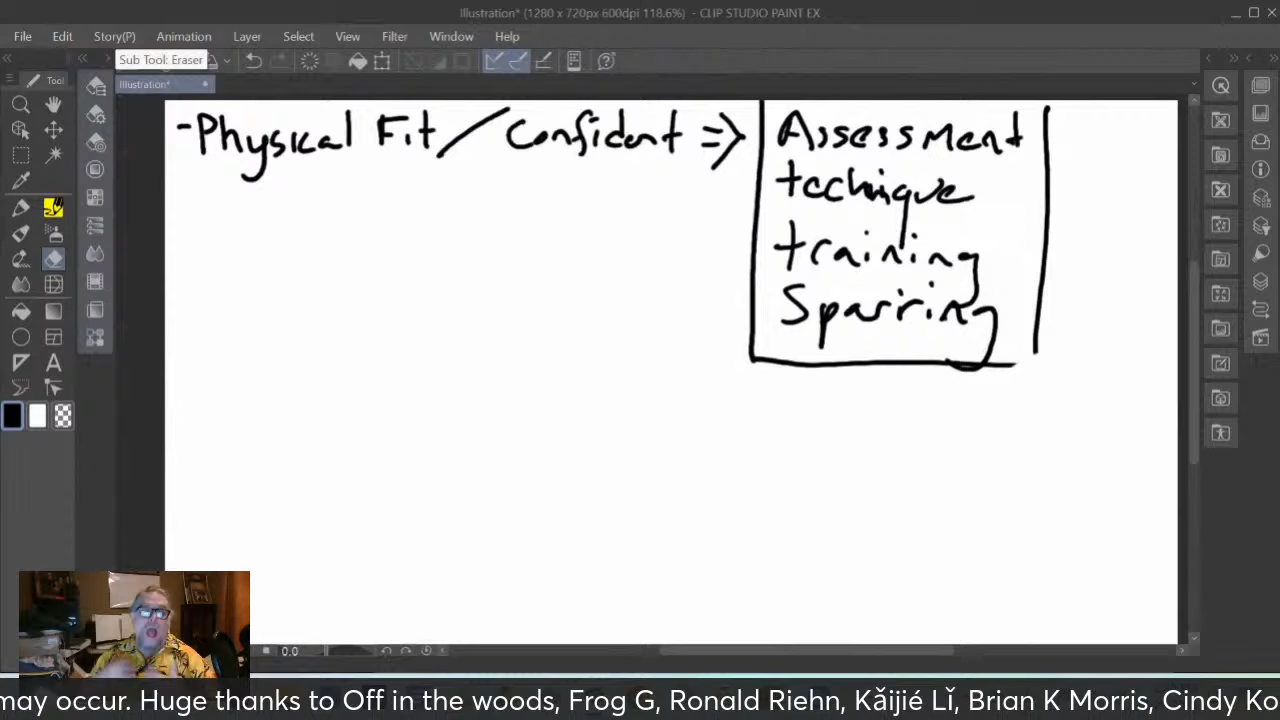 Illustration* (1280 x 720px 600dpi 118.6%) - CLIP STUDIO PAINT EX
File Edit Story(P) Animation Layer Select View Filter Window Help
Sub Tool: Eraser
Illustration*
Tool
-Physical Fit/Confident => Assessment
technique
training
Sparring
0.0
may occur. Huge thanks to Off in the woods, Frog G, Ronald Riehn, Kǎijié Lǐ, Brian K Morris, Cindy Ko